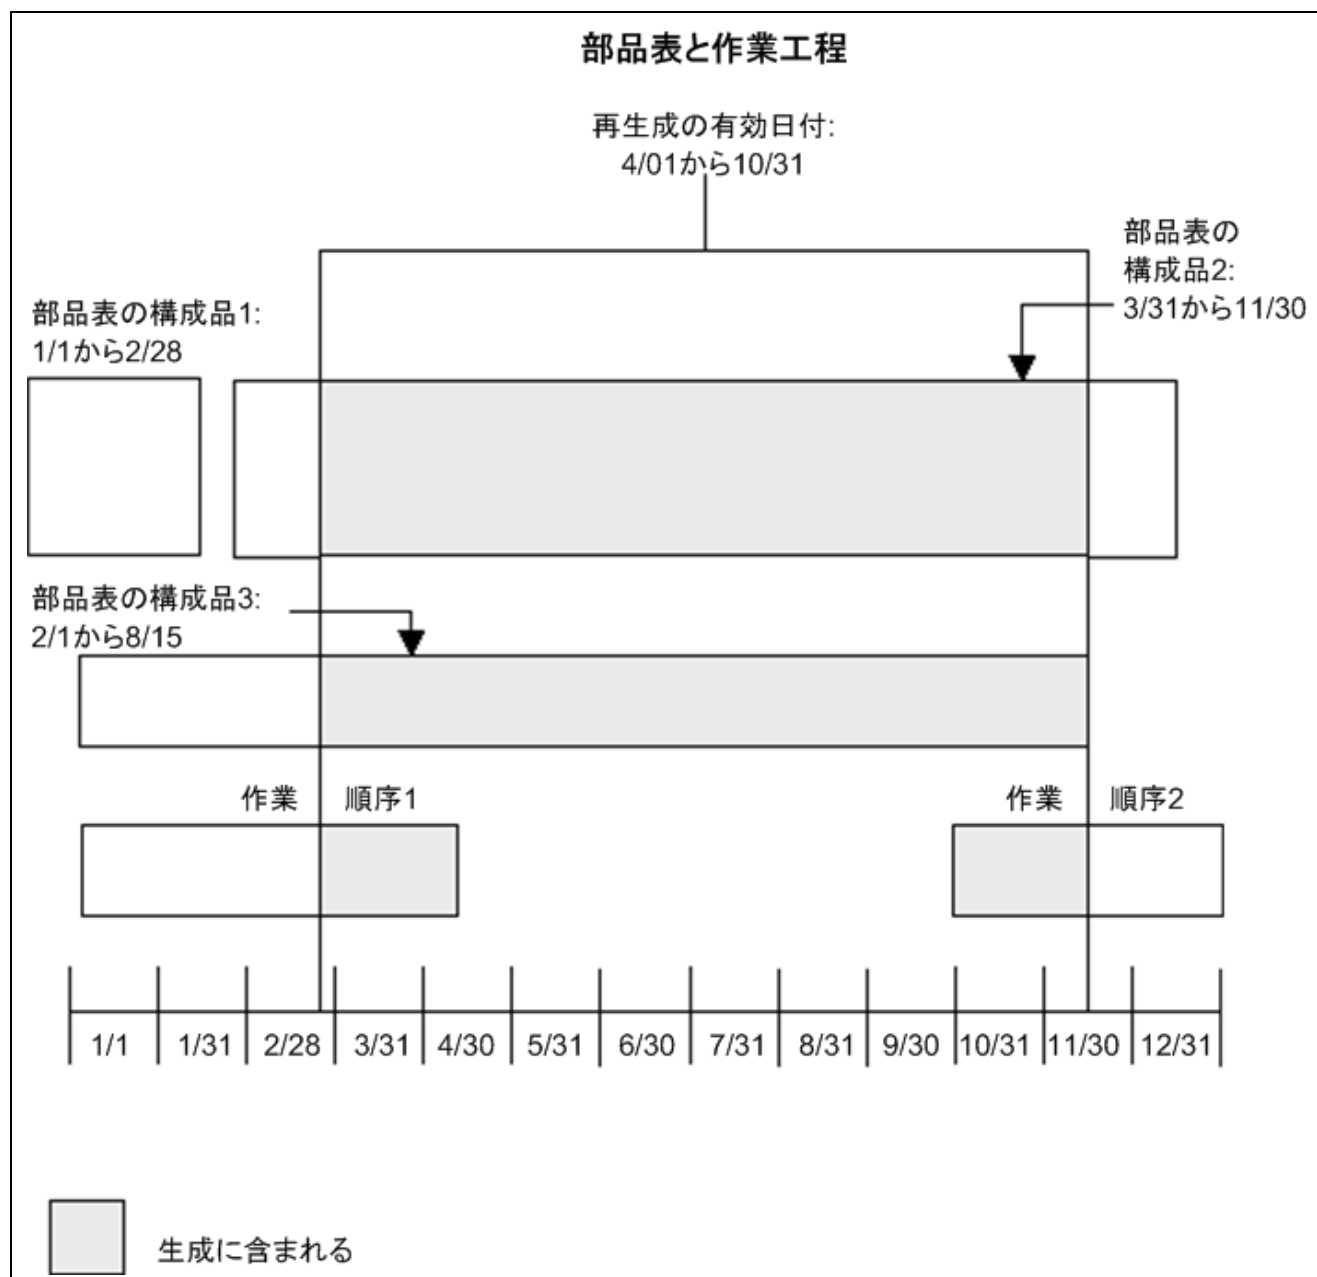 部品表と作業工程
再生成の有効日付:
4/01から10/31
部品表の
構成品2:
3/31から11/30
部品表の構成品1:
1/1から2/28
部品表の構成品3:
2/1から8/15
作業 順序1
作業 順序2
1/1 1/31 2/28 3/31 4/30 5/31 6/30 7/31 8/31 9/30 10/31 11/30 12/31
生成に含まれる